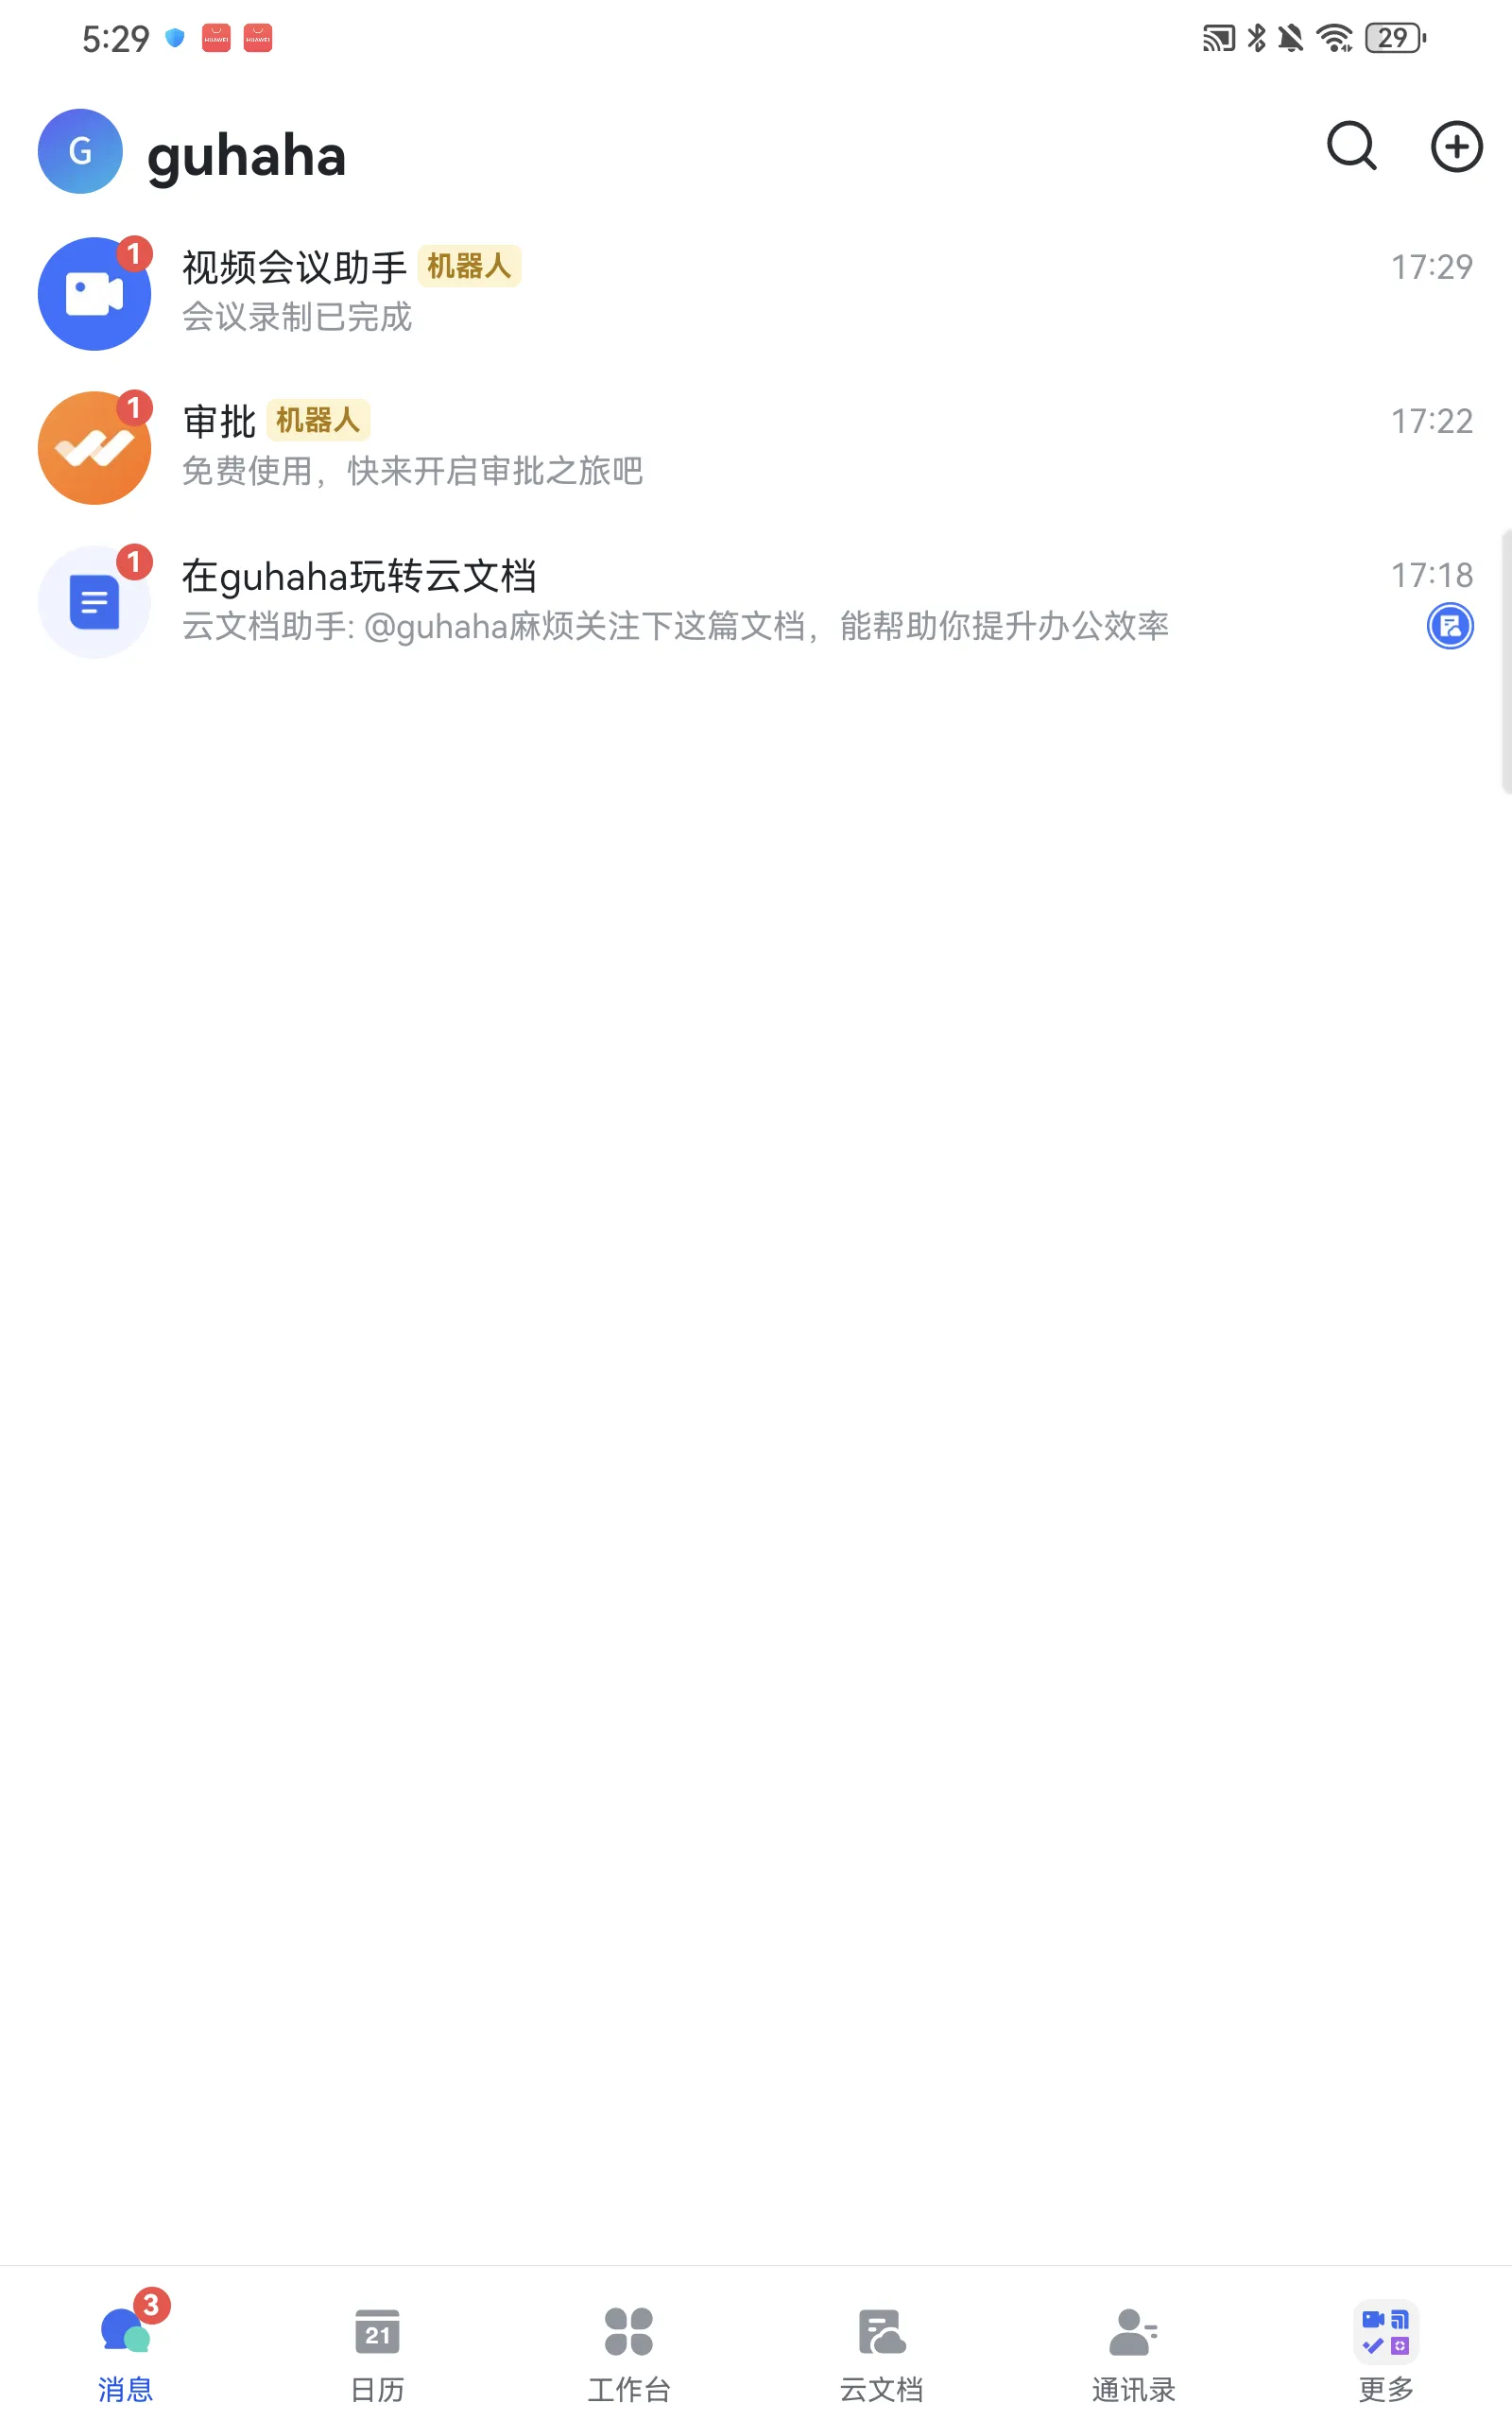 5:29
HUAWEI HUAWEI
29
G guhaha
1
视频会议助手 机器人 17:29
会议录制已完成
1
审批 机器人 17:22
免费使用，快来开启审批之旅吧
1
在guhaha玩转云文档 17:18
云文档助手: @guhaha麻烦关注下这篇文档，能帮助你提升办公效率
3
21
消息 日历 工作台 云文档 通讯录 更多